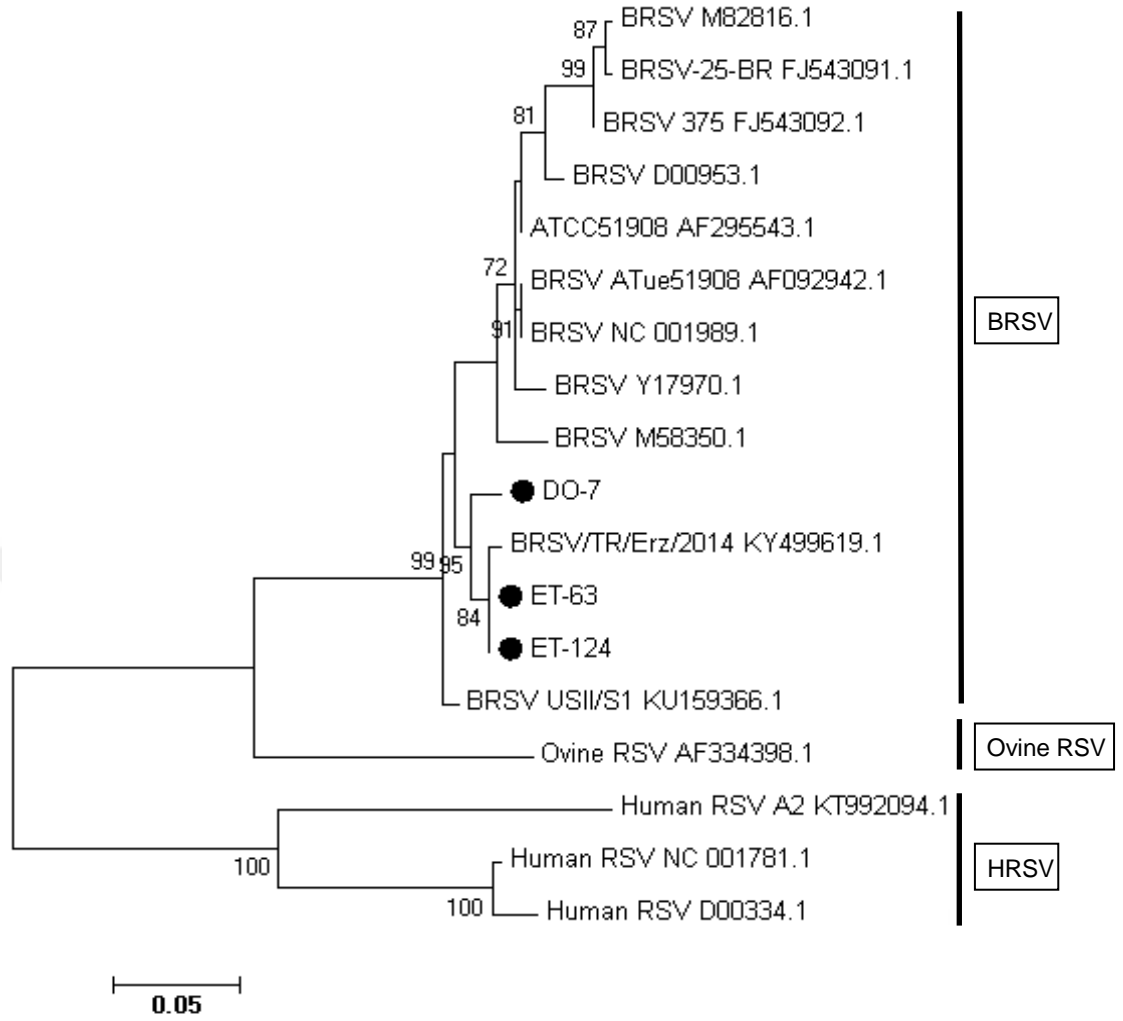 BRSV M82816.1
87
BRSV-25-BR FJ543091.1
99
BRSV 375 FJ543092.1
81
BRSV D00953.1
ATCC51908 AF295543.1
72
BRSV ATue51908 AF092942.1
BRSV
91
BRSV NC 001989.1
BRSV Y17970.1
BRSV M58350.1
DO-7
BRSV/TR/Erz/2014 KY499619.1
99
95
ET-63
84
ET-124
BRSV USII/S1 KU159366.1
Ovine RSV AF334398.1
Ovine RSV
Human RSV A2 KT992094.1
100
Human RSV NC 001781.1
HRSV
100
Human RSV D00334.1
0.05